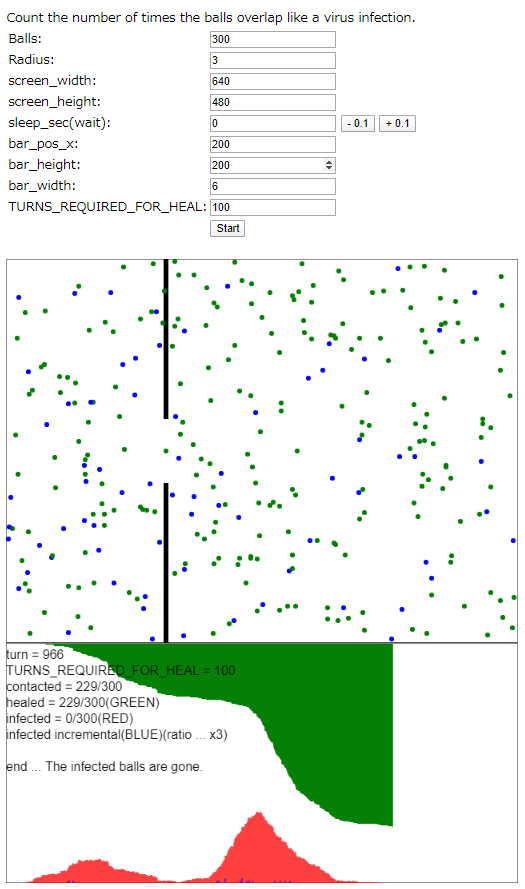 Count the number of times the balls overlap like a virus infection.
Balls: 300
Radius: 3
screen_width: 640
screen_height: 480
sleep_sec(wait): 0 - 0.1 + 0.1
bar_pos_x: 200
bar_height: 200
bar_width: 6
TURNS_REQUIRED_FOR_HEAL: 100
Start
turn = 966
TURNS_REQUIRED_FOR_HEAL = 100
contacted = 229/300
healed = 229/300(GREEN)
infected = 0/300(RED)
infected incremental(BLUE)(ratio ... x3)
end ... The infected balls are gone.